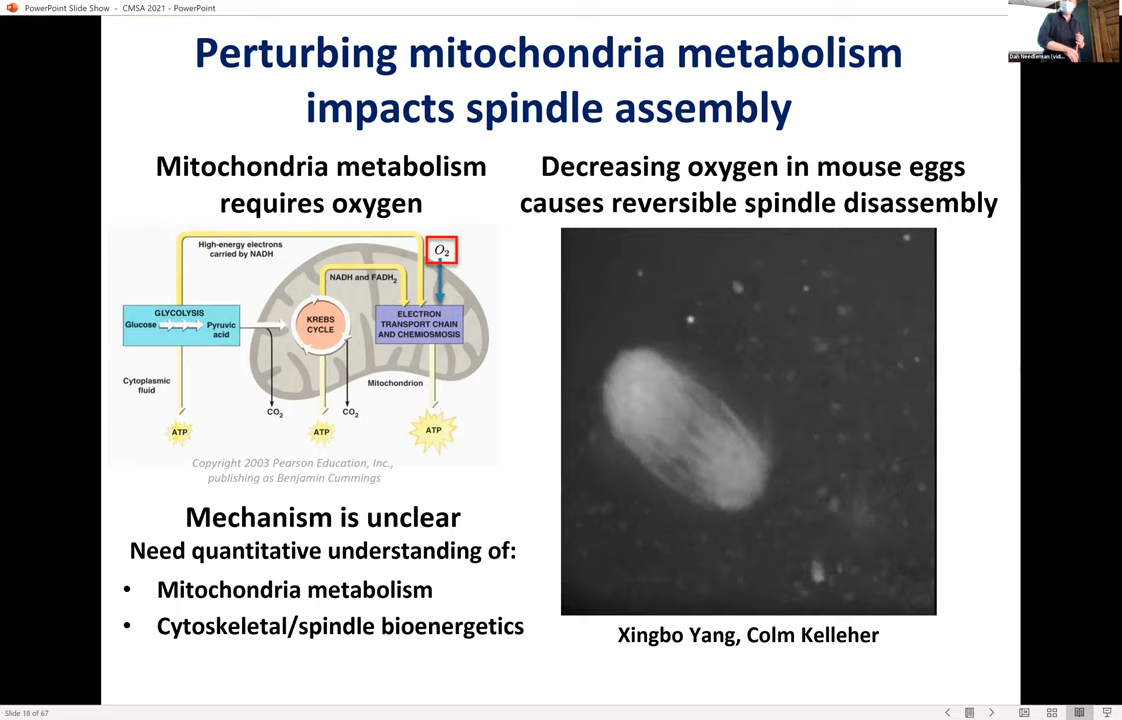 PowerPoint Slide Show - CMSA 2021 - PowerPoint
Dan Needleman (vid...
Perturbing mitochondria metabolism
impacts spindle assembly
Mitochondria metabolism
requires oxygen
High-energy electrons
carried by NADH
O₂
NADH and FADH₂
GLYCOLYSIS
Glucose
Pyruvic
acid
KREBS
CYCLE
ELECTRON
TRANSPORT CHAIN
AND CHEMIOSMOSIS
Cytoplasmic
fluid
Mitochondrion
CO₂
CO₂
ATP
ATP
ATP
Copyright 2003 Pearson Education, Inc.,
publishing as Benjamin Cummings
Mechanism is unclear
Need quantitative understanding of:
• Mitochondria metabolism
• Cytoskeletal/spindle bioenergetics
Decreasing oxygen in mouse eggs
causes reversible spindle disassembly
Xingbo Yang, Colm Kelleher
Slide 18 of 67